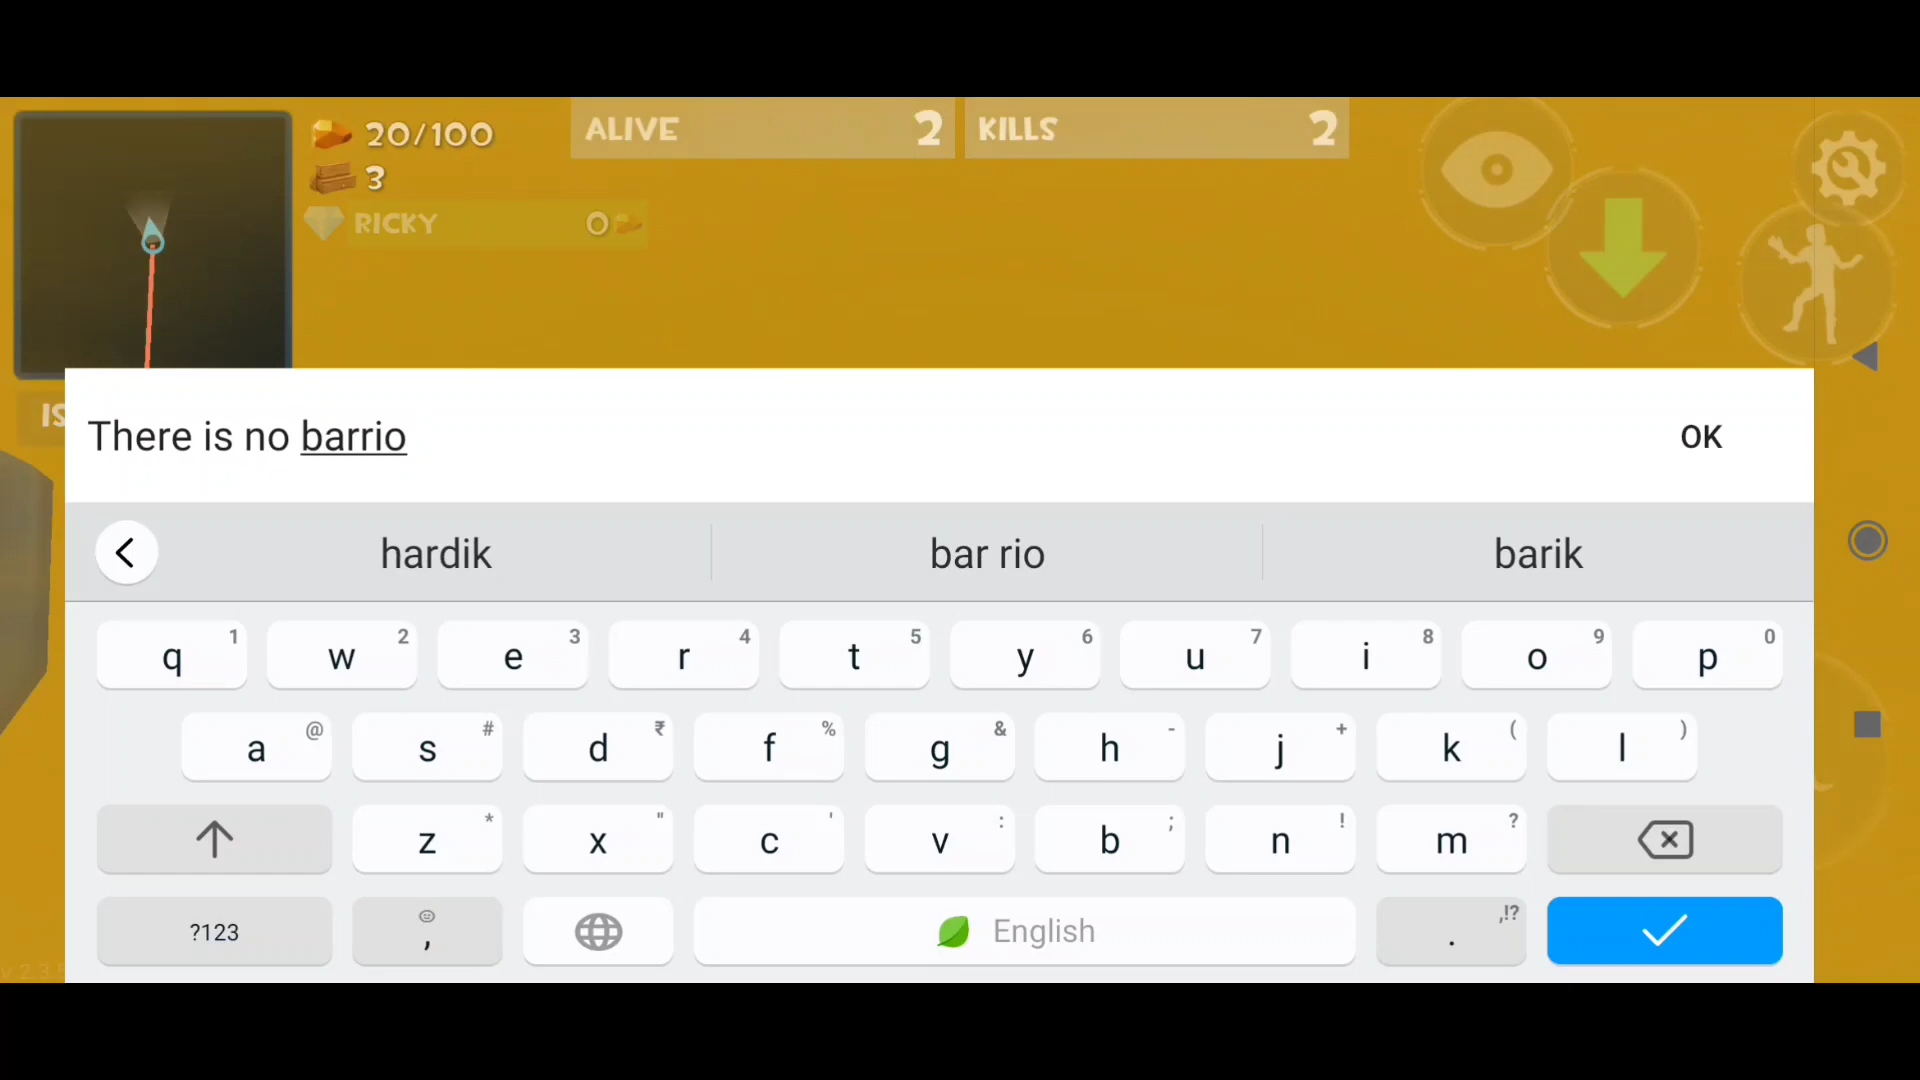 20/100
ALIVE 2
KILLS 2
3
RICKY 0
IS
There is no barrio
OK
hardik
bar rio
barik
q 1 w 2 e 3 r 4 t 5 y 6 u 7 i 8 o 9 p 0
a @ s # d ₹ f % g & h - j + k ( l )
z * x " c ' v : b ; n ! m ?
?123 , English . ,!?